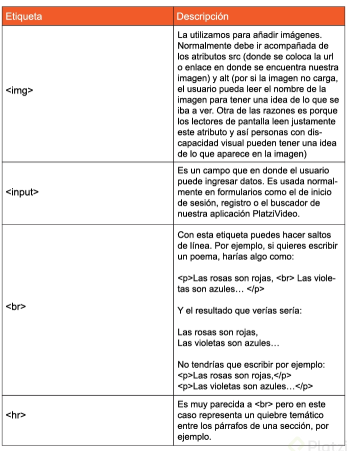 Etiqueta
Descripción
<img>
La utilizamos para añadir imágenes.
Normalmente debe ir acompañada de
los atributos src (donde se coloca la url
o enlace en donde se encuentra nuestra
imagen) y alt (por si la imagen no carga,
el usuario pueda leer el nombre de la
imagen para tener una idea de lo que se
iba a ver. Otra de las razones es porque
los lectores de pantalla leen justamente
este atributo y así personas con dis-
capacidad visual pueden tener una idea
de lo que aparece en la imagen)
<input>
Es un campo que en donde el usuario
puede ingresar datos. Es usada normal-
mente en formularios como el de inicio
de sesión, registro o el buscador de
nuestra aplicación PlatziVideo.
<br>
Con esta etiqueta puedes hacer saltos
de línea. Por ejemplo, si quieres escribir
un poema, harías algo como:
<p>Las rosas son rojas, <br> Las viole-
tas son azules… </p>
Y el resultado que verías sería:
Las rosas son rojas,
Las violetas son azules…
No tendrías que escribir por ejemplo:
<p>Las rosas son rojas,</p>
<p>Las violetas son azules…</p>
<hr>
Es muy parecida a <br> pero en este
caso representa un quiebre temático
entre los párrafos de una sección, por
ejemplo.
Platzi